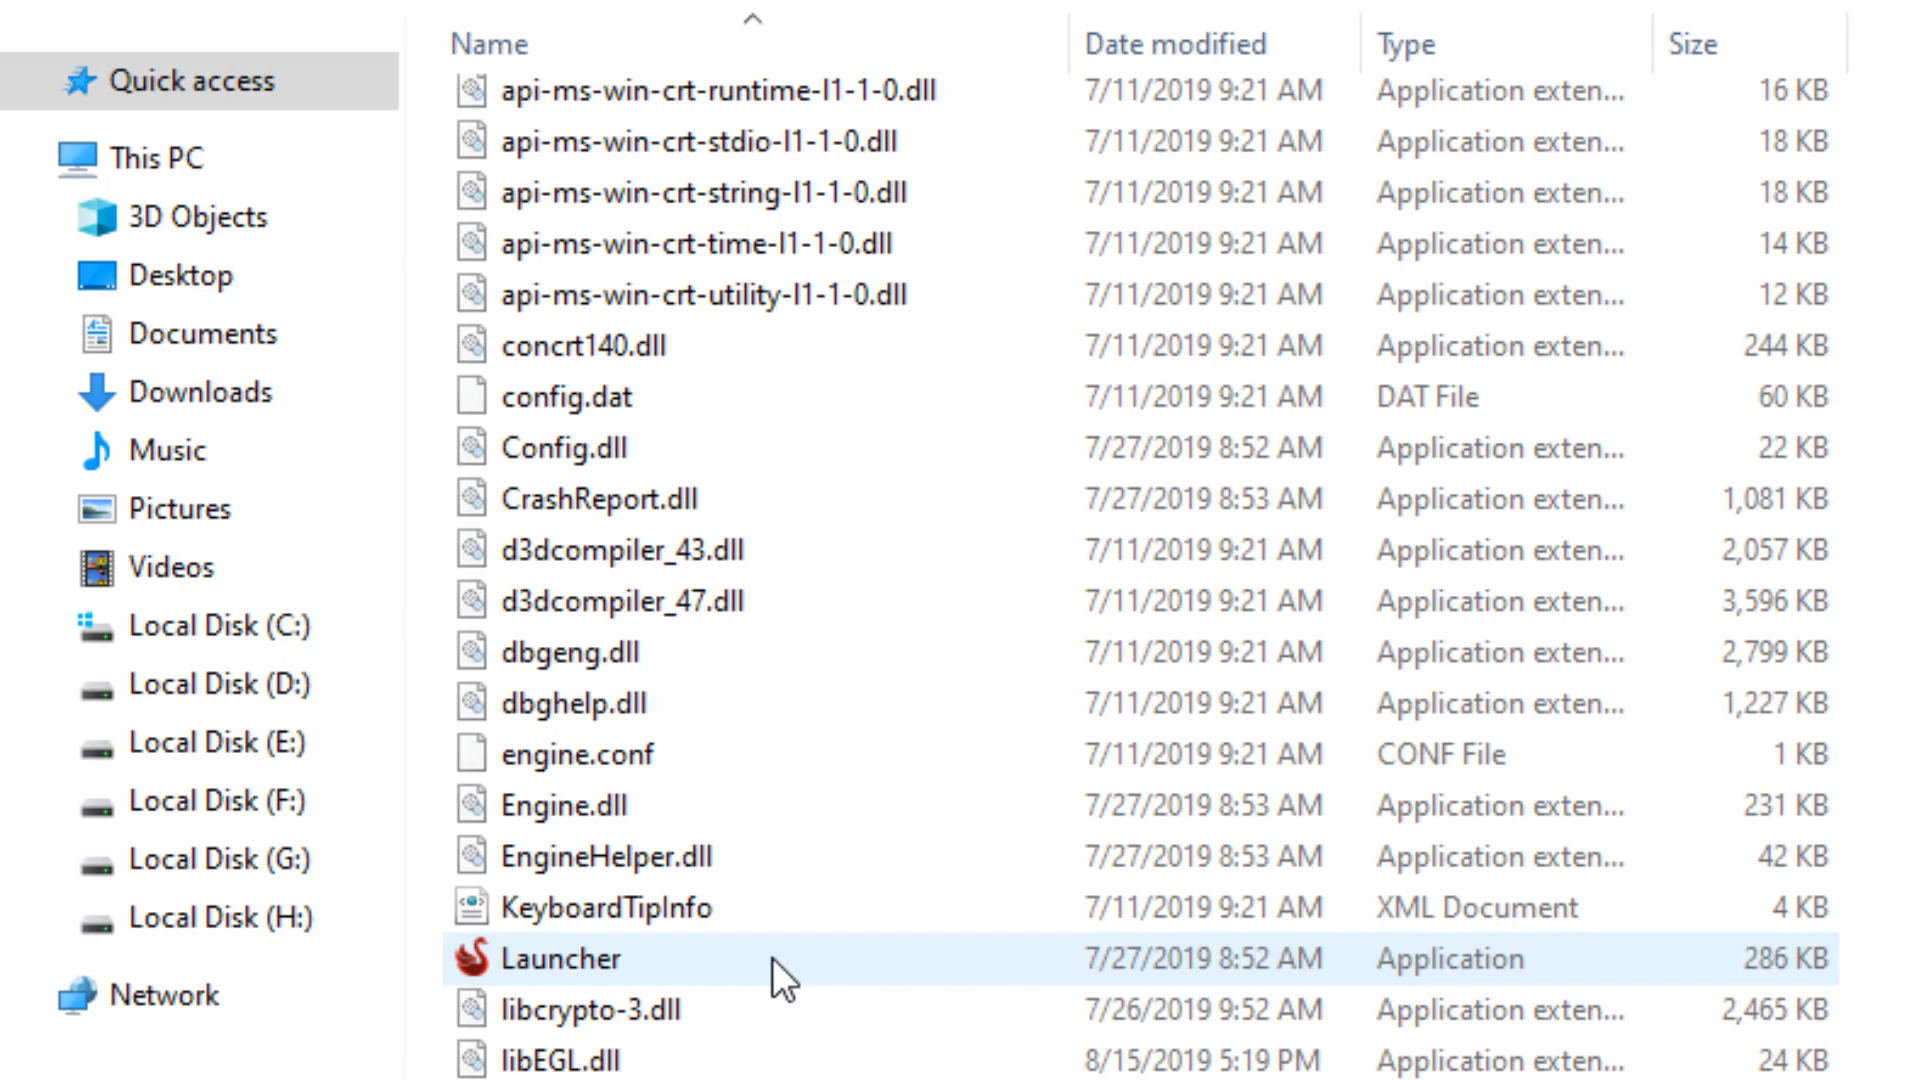 Name Date modified Type Size
Quick access
This PC
3D Objects
Desktop
Documents
Downloads
Music
Pictures
Videos
Local Disk (C:)
Local Disk (D:)
Local Disk (E:)
Local Disk (F:)
Local Disk (G:)
Local Disk (H:)
Network
api-ms-win-crt-runtime-l1-1-0.dll 7/11/2019 9:21 AM Application exten... 16 KB
api-ms-win-crt-stdio-l1-1-0.dll 7/11/2019 9:21 AM Application exten... 18 KB
api-ms-win-crt-string-l1-1-0.dll 7/11/2019 9:21 AM Application exten... 18 KB
api-ms-win-crt-time-l1-1-0.dll 7/11/2019 9:21 AM Application exten... 14 KB
api-ms-win-crt-utility-l1-1-0.dll 7/11/2019 9:21 AM Application exten... 12 KB
concrt140.dll 7/11/2019 9:21 AM Application exten... 244 KB
config.dat 7/11/2019 9:21 AM DAT File 60 KB
Config.dll 7/27/2019 8:52 AM Application exten... 22 KB
CrashReport.dll 7/27/2019 8:53 AM Application exten... 1,081 KB
d3dcompiler_43.dll 7/11/2019 9:21 AM Application exten... 2,057 KB
d3dcompiler_47.dll 7/11/2019 9:21 AM Application exten... 3,596 KB
dbgeng.dll 7/11/2019 9:21 AM Application exten... 2,799 KB
dbghelp.dll 7/11/2019 9:21 AM Application exten... 1,227 KB
engine.conf 7/11/2019 9:21 AM CONF File 1 KB
Engine.dll 7/27/2019 8:53 AM Application exten... 231 KB
EngineHelper.dll 7/27/2019 8:53 AM Application exten... 42 KB
KeyboardTipInfo 7/11/2019 9:21 AM XML Document 4 KB
Launcher 7/27/2019 8:52 AM Application 286 KB
libcrypto-3.dll 7/26/2019 9:52 AM Application exten... 2,465 KB
libEGL.dll 8/15/2019 5:19 PM Application exten... 24 KB